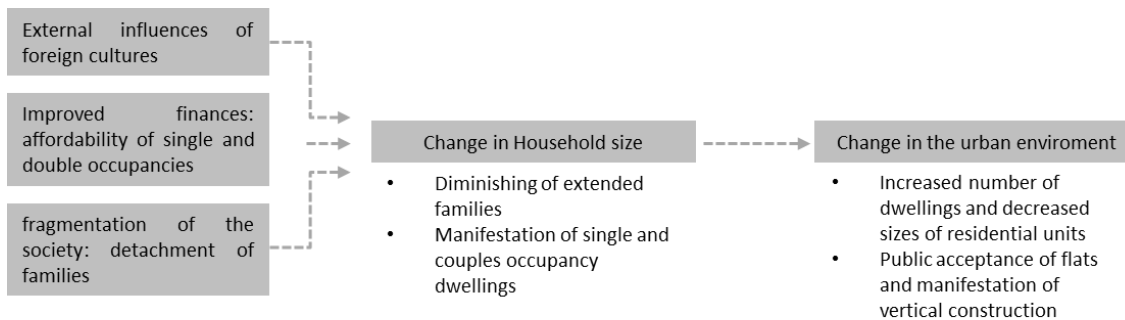 External influences of
foreign cultures
Improved finances:
affordability of single and
double occupancies
fragmentation of the
society: detachment of
families
Change in Household size
• Diminishing of extended
families
• Manifestation of single and
couples occupancy
dwellings
Change in the urban enviroment
• Increased number of
dwellings and decreased
sizes of residential units
• Public acceptance of flats
and manifestation of
vertical construction